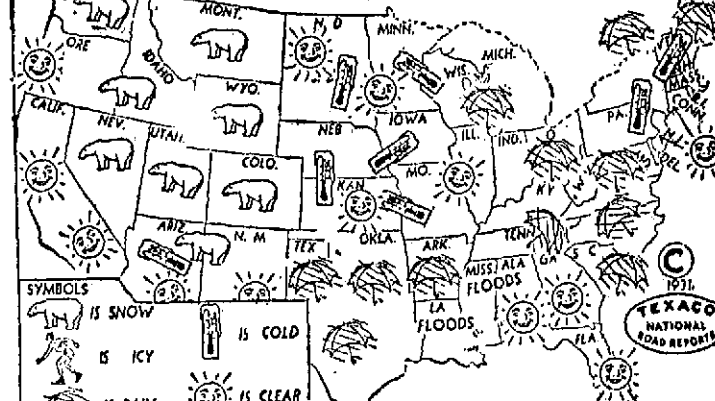 MONT.
N. D
MINN.
ORE
IDAHO
WYO.
WIS.
MICH.
MASS.
CONN.
CALIF.
NEV.
UTAH.
NEB
IOWA
ILL.
IND.
PA.
N.J.
DEL
COLO.
KAN
MO.
KY
ARIZ.
N. M
TEX
OKLA.
ARK.
TENN
GA
S C
MISS.
ALA
FLOODS
LA
FLOODS
FLA
SYMBOLS
IS SNOW
IS ICY
IS COLD
IS CLEAR
C
1931.
TEXACO
NATIONAL
ROAD REPORTS